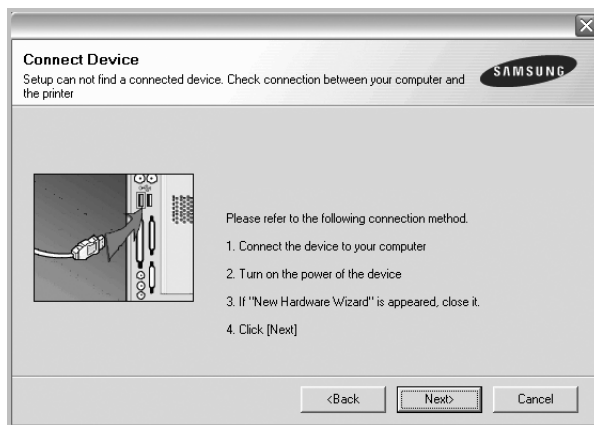 Connect Device
Setup can not find a connected device. Check connection between your computer and
the printer
SAMSUNG
Please refer to the following connection method.
1. Connect the device to your computer
2. Turn on the power of the device
3. If "New Hardware Wizard" is appeared, close it.
4. Click [Next]
<Back
Next>
Cancel